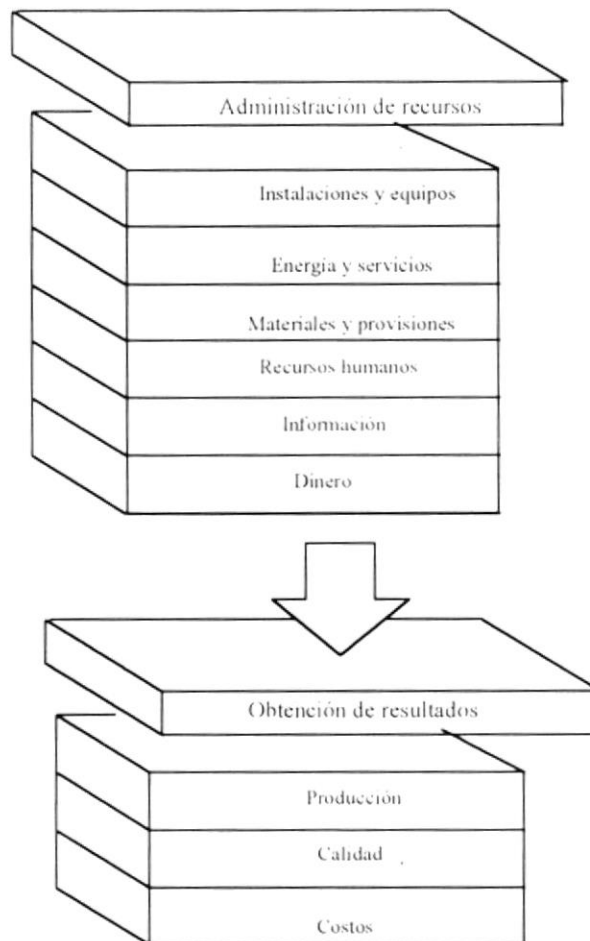 Administración de recursos
Instalaciones y equipos
Energía y servicios
Materiales y provisiones
Recursos humanos
Información
Dinero
Obtención de resultados
Producción
Calidad
Costos